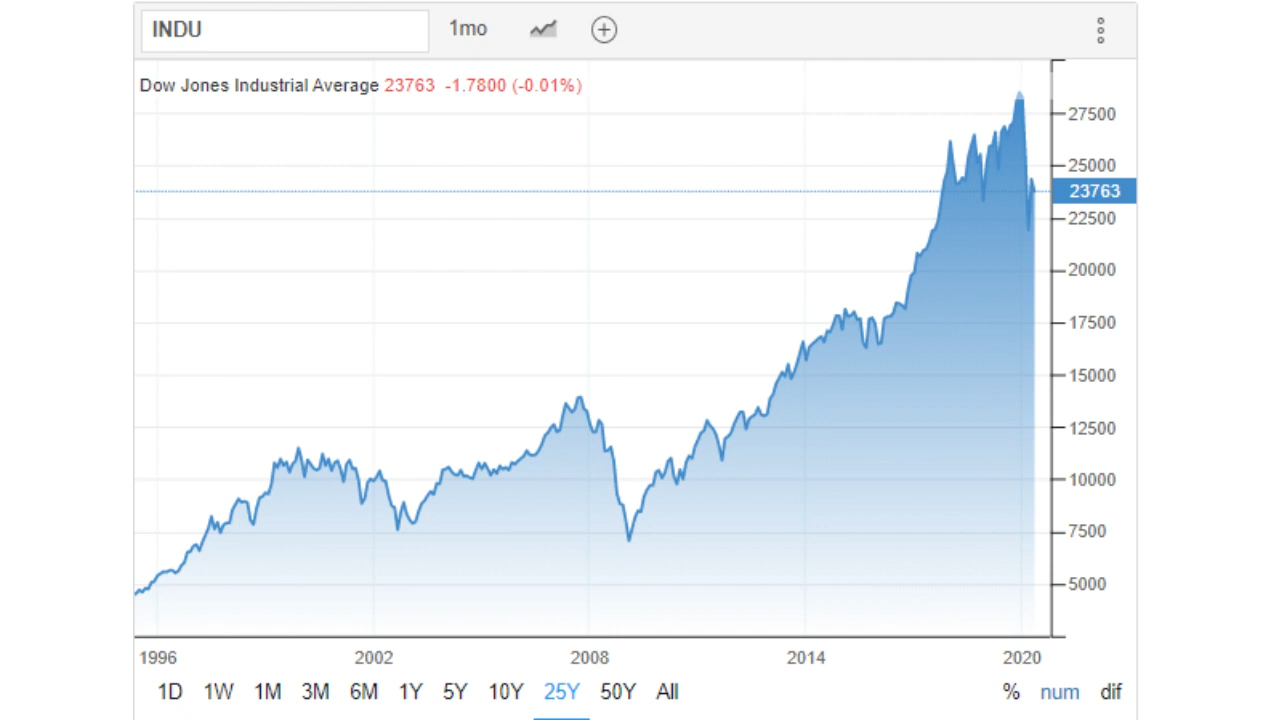 INDU 1mo
Dow Jones Industrial Average 23763 -1.7800 (-0.01%)
27500
25000
23763
22500
20000
17500
15000
12500
10000
7500
5000
1996 2002 2008 2014 2020
1D 1W 1M 3M 6M 1Y 5Y 10Y 25Y 50Y All % num dif